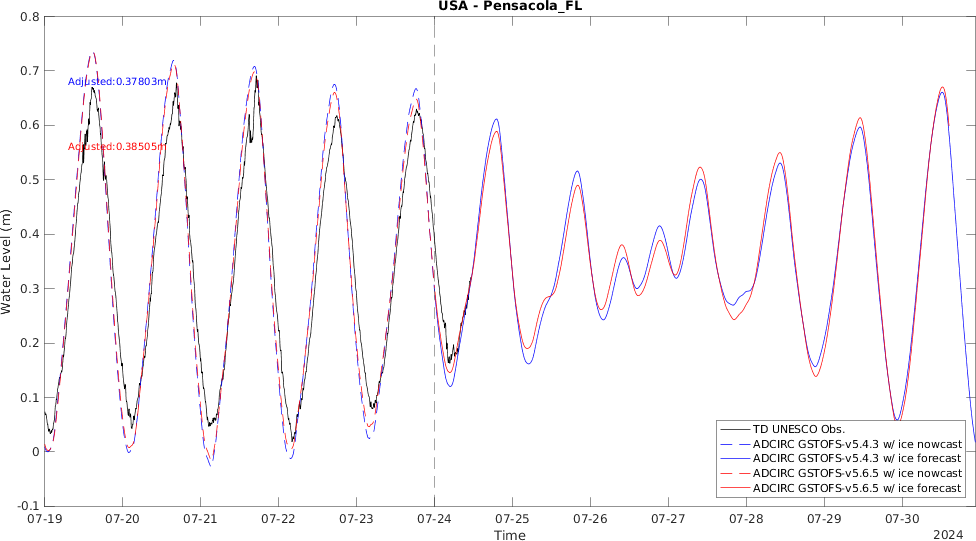 USA - Pensacola_FL
0.8
0.7
0.6
0.5
0.4
0.3
0.2
0.1
0
-0.1
Water Level (m)
Adjusted:0.37803m
Adjusted:0.38505m
TD UNESCO Obs.
ADCIRC GSTOFS-v5.4.3 w/ ice nowcast
ADCIRC GSTOFS-v5.4.3 w/ ice forecast
ADCIRC GSTOFS-v5.6.5 w/ ice nowcast
ADCIRC GSTOFS-v5.6.5 w/ ice forecast
07-19 07-20 07-21 07-22 07-23 07-24 07-25 07-26 07-27 07-28 07-29 07-30
Time
2024